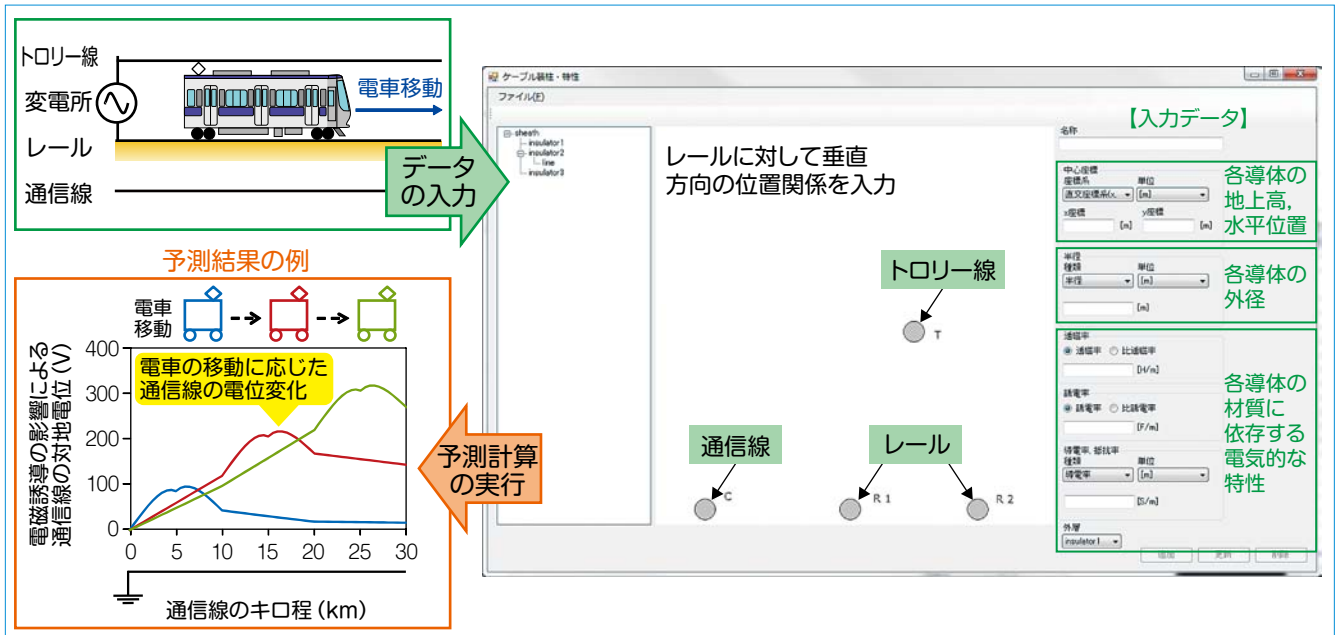 トロリー線
変電所
レール
通信線
電車移動
データ
の入力
ケーブル装柱・特性
ファイル(F)
sheath
insulator1
insulator2
line
insulator3
レールに対して垂直
方向の位置関係を入力
トロリー線
T
通信線
C
レール
R 1
R 2
【入力データ】
名称
中心座標
座標系
単位
直交座標系(x,
[m]
x座標
y座標
[m]
[m]
各導体の
地上高,
水平位置
半径
種類
単位
半径
[m]
[m]
各導体の
外径
透磁率
透磁率
比透磁率
[H/m]
誘電率
誘電率
比誘電率
[F/m]
導電率, 抵抗率
種類
単位
導電率
[m]
[S/m]
各導体の
材質に
依存する
電気的な
特性
外層
insulator1
追加
更新
削除
予測計算
の実行
予測結果の例
電車
移動
電車の移動に応じた
通信線の電位変化
電磁誘導の影響による
通信線の対地電位(V)
400
300
200
100
0
0 5 10 15 20 25 30
通信線のキロ程(km)